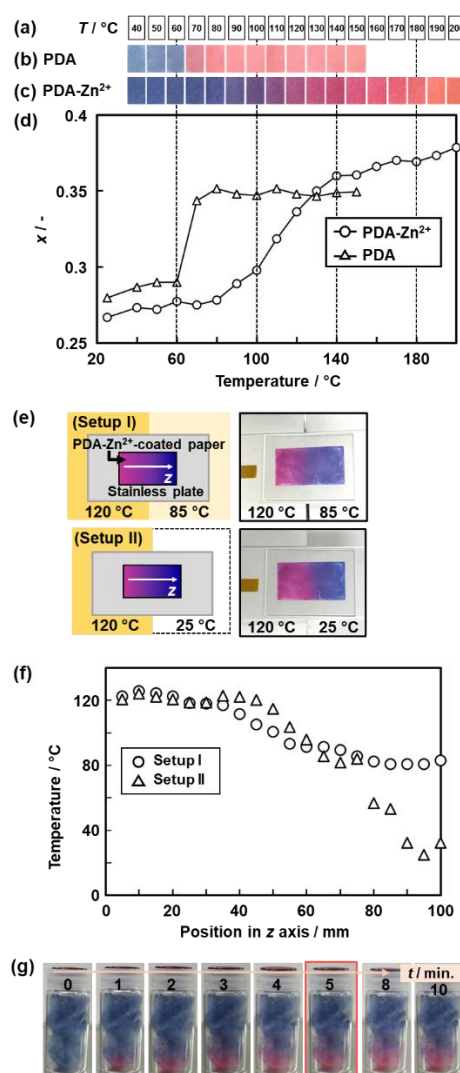 (a) T / °C 40 50 60 70 80 90 100 110 120 130 140 150 160 170 180 190 200
(b) PDA
(c) PDA-Zn²⁺
(d)
0.4
0.35
0.3
0.25
x / -
PDA-Zn²⁺
PDA
20 60 100 140 180
Temperature / °C
(e)
(Setup I)
PDA-Zn²⁺-coated paper
z
Stainless plate
120 °C 85 °C
120 °C 85 °C
(Setup II)
z
120 °C 25 °C
120 °C 25 °C
(f)
160
120
80
40
0
Temperature / °C
Setup I
Setup II
0 20 40 60 80 100
Position in z axis / mm
(g)
t / min.
0 1 2 3 4 5 8 10